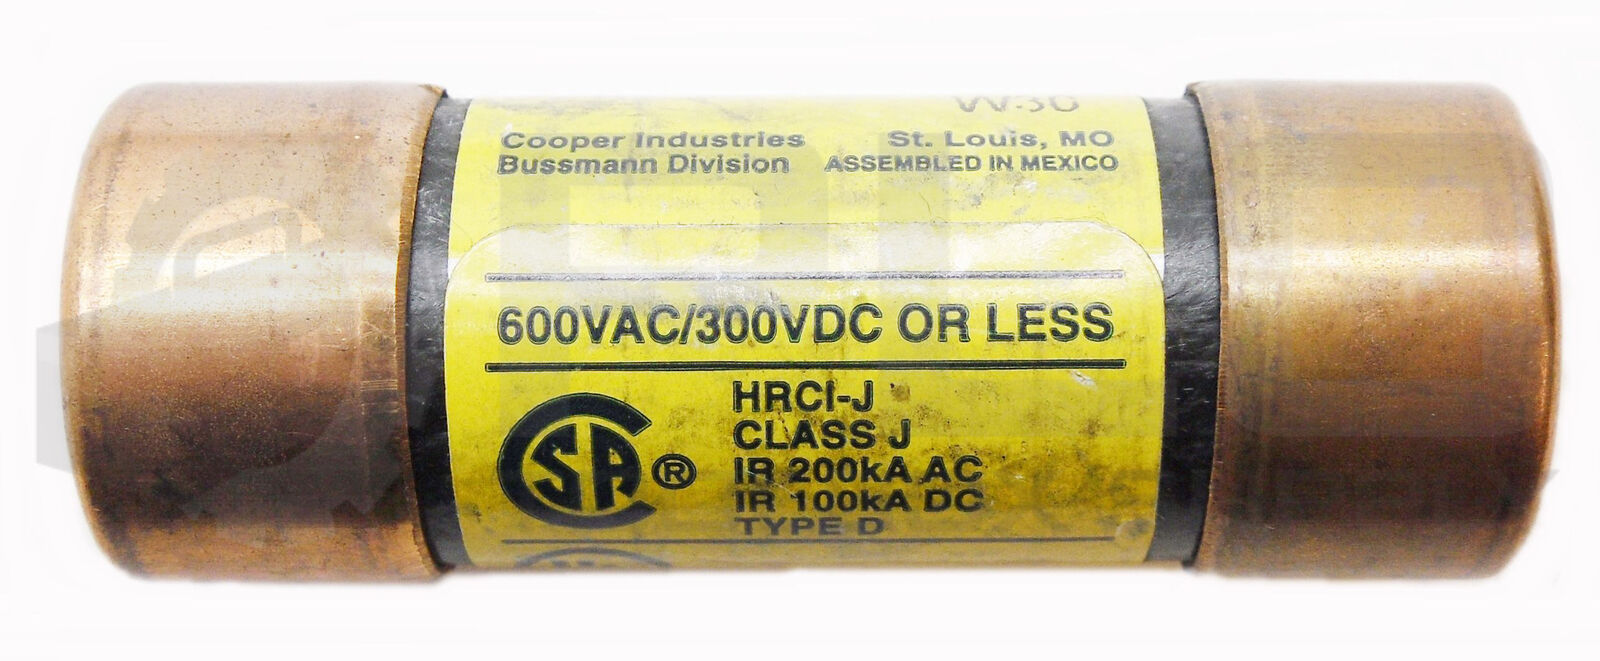 Cooper Industries St. Louis, MO
Bussmann Division ASSEMBLED IN MEXICO
600VAC/300VDC OR LESS
HRCI-J
CLASS J
IR 200kA AC
IR 100kA DC
TYPE D
SA ®